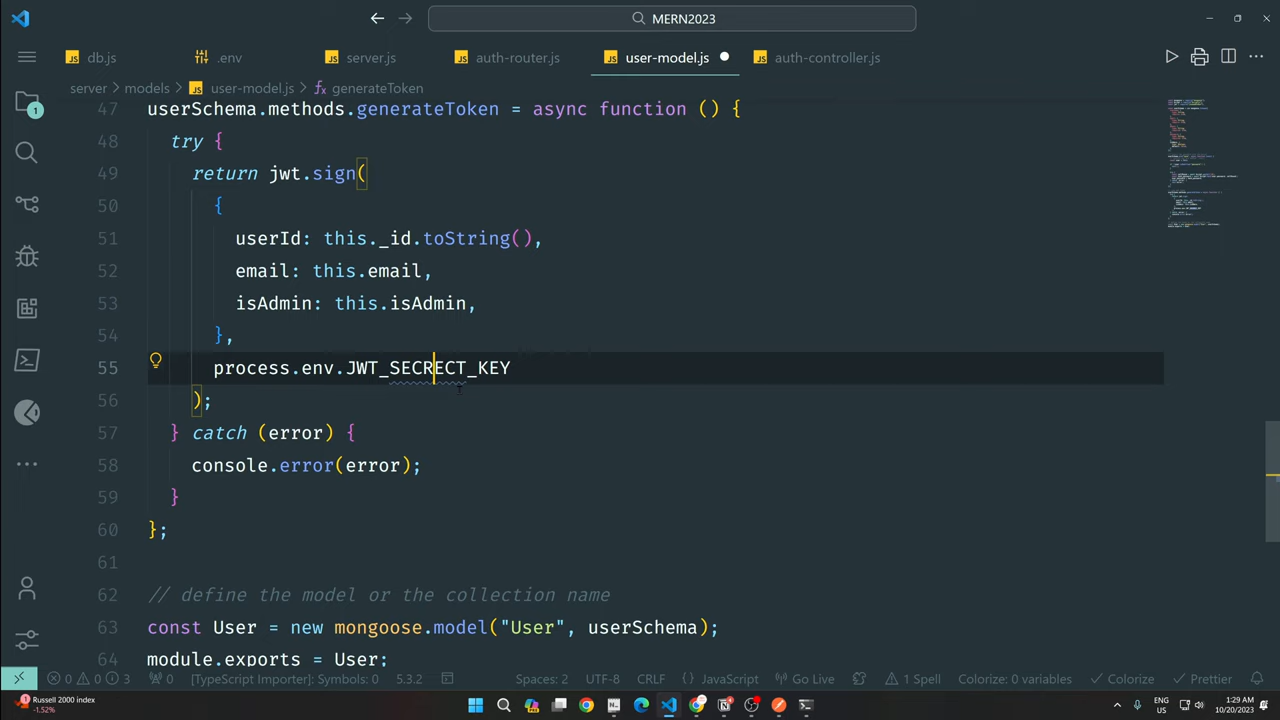 MERN2023
db.js .env server.js auth-router.js user-model.js auth-controller.js
server models user-model.js generateToken
47 userSchema.methods.generateToken = async function () {
48 try {
49 return jwt.sign(
50 {
51 userId: this._id.toString(),
52 email: this.email,
53 isAdmin: this.isAdmin,
54 },
55 process.env.JWT_SECRECT_KEY
56 );
57 } catch (error) {
58 console.error(error);
59 }
60 };
61
62 // define the model or the collection name
63 const User = new mongoose.model("User", userSchema);
64 module.exports = User;
0 0 3 0 [TypeScript Importer]: Symbols: 0 5.3.2 Spaces: 2 UTF-8 CRLF {} JavaScript Go Live 1 Spell Colorize: 0 variables Colorize Prettier
Russell 2000 index
-1.52%
ENG
US
1:29 AM
10/20/2023